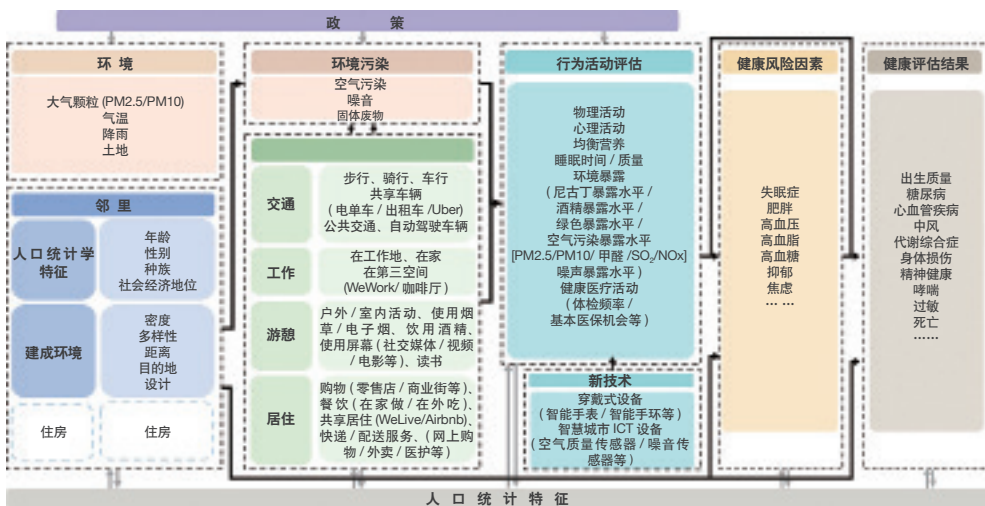 政 策
环 境
大气颗粒 (PM2.5/PM10)
气温
降雨
土地
邻 里
人口统计学
特征
年龄
性别
种族
社会经济地位
建成环境
密度
多样性
距离
目的地
设计
住房
住房
环境污染
空气污染
噪音
固体废物
交通
步行、骑行、车行
共享车辆
( 电单车 / 出租车 /Uber)
公共交通、自动驾驶车辆
工作
在工作地、在家
在第三空间
(WeWork/ 咖啡厅 )
游憩
户外 / 室内活动、使用烟
草 / 电子烟、饮用酒精、
使用屏幕 ( 社交媒体 / 视频
/ 电影等 )、读书
居住
购物 ( 零售店 / 商业街等 )、
餐饮 ( 在家做 / 在外吃 )、
共享居住 (WeLive/Airbnb)、
快递 / 配送服务、( 网上购
物 / 外卖 / 医护等 )
行为活动评估
物理活动
心理活动
均衡营养
睡眠时间 / 质量
环境暴露
( 尼古丁暴露水平 /
酒精暴露水平 /
绿色暴露水平 /
空气污染暴露水平
[PM2.5/PM10/ 甲醛 /SO₂/NOx]
噪声暴露水平 )
健康医疗活动
( 体检频率 /
基本医保机会等 )
新技术
穿戴式设备
( 智能手表 / 智能手环等 )
智慧城市 ICT 设备
( 空气质量传感器 / 噪音传
感器等 )
健康风险因素
失眠症
肥胖
高血压
高血脂
高血糖
抑郁
焦虑
… …
健康评估结果
出生质量
糖尿病
心血管疾病
中风
代谢综合症
身体损伤
精神健康
哮喘
过敏
死亡
……
人 口 统 计 特 征